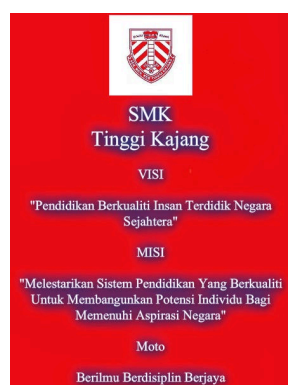 SMK
Tinggi Kajang
VISI
"Pendidikan Berkualiti Insan Terdidik Negara
Sejahtera"
MISI
"Melestarikan Sistem Pendidikan Yang Berkualiti
Untuk Membangunkan Potensi Individu Bagi
Memenuhi Aspirasi Negara"
Moto
Berilmu Berdisiplin Berjaya